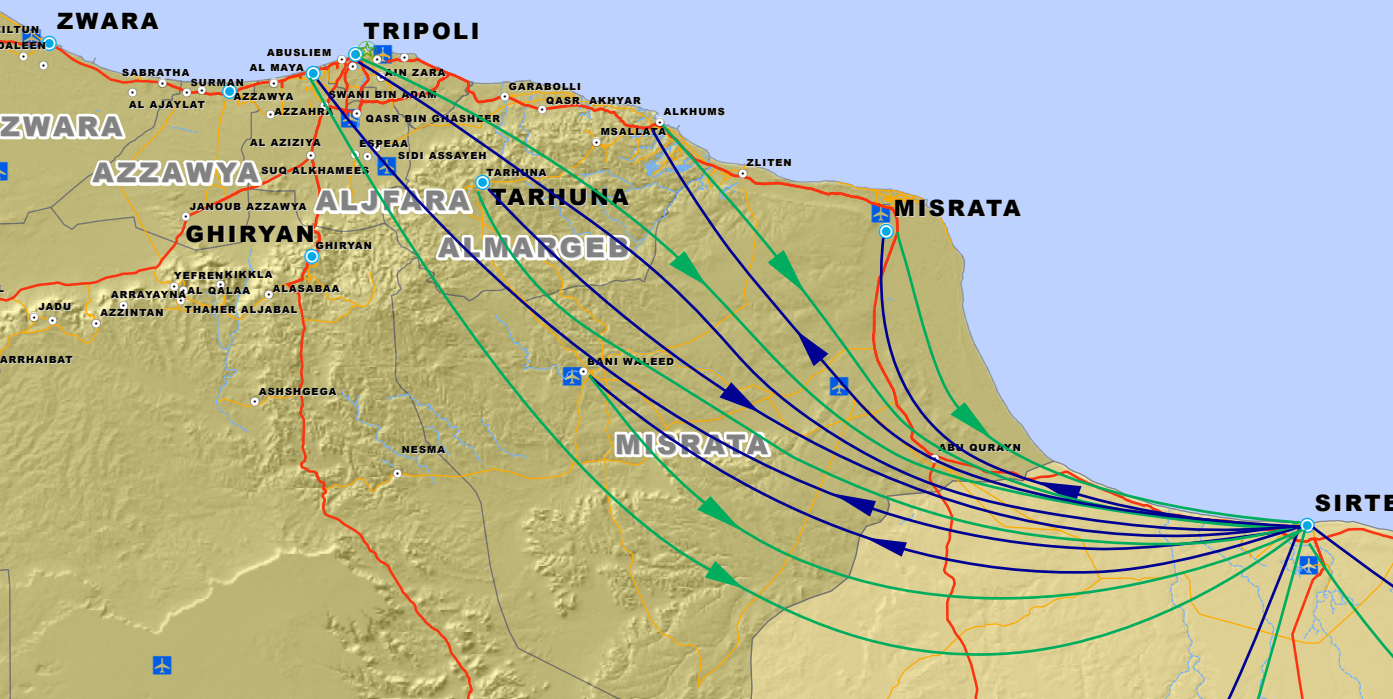 ZWARA
TRIPOLI
DALEEN
ABUSLIEM
AL MAYA
SABRATHA
SURMAN
AIN ZARA
GARABOLLI
AZZAWYA
SWANI BIN ADAM
AL AJAYLAT
QASR AKHYAR
AZZAHRA
QASR BIN GHASHEER
ALKHUMS
ZWARA
MSALLATA
AL AZIZIYA
ESPEAA
SIDI ASSAYEH
ZLITEN
AZZAWYA
SUQ ALKHAMEES
TARHUNA
ALJFARA
TARHUNA
JANOUB AZZAWYA
MISRATA
GHIRYAN
GHIRYAN
ALMARGEB
YEFREN
KIKKLA
ARRAYAYNA
AL QALAA
ALASABAA
JADU
AZZINTAN
THAHER ALJABAL
ARRHAIBAT
BANI WALEED
ASHSHGEGA
MISRATA
NESMA
ABU QURAYN
SIRTE